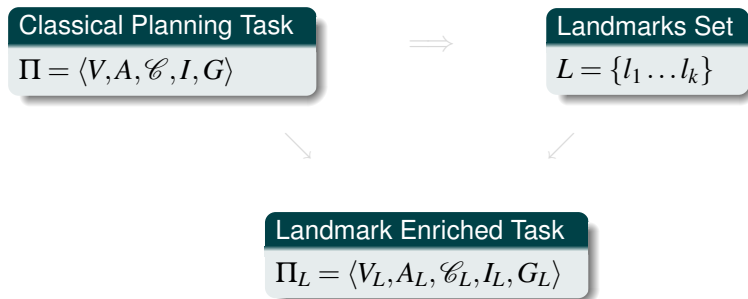 Classical Planning Task
Π = ⟨V, A, 𝒞, I, G⟩
⟹
Landmarks Set
L = {l₁ … lₖ}
↘ ↙
Landmark Enriched Task
Π_L = ⟨V_L, A_L, 𝒞_L, I_L, G_L⟩